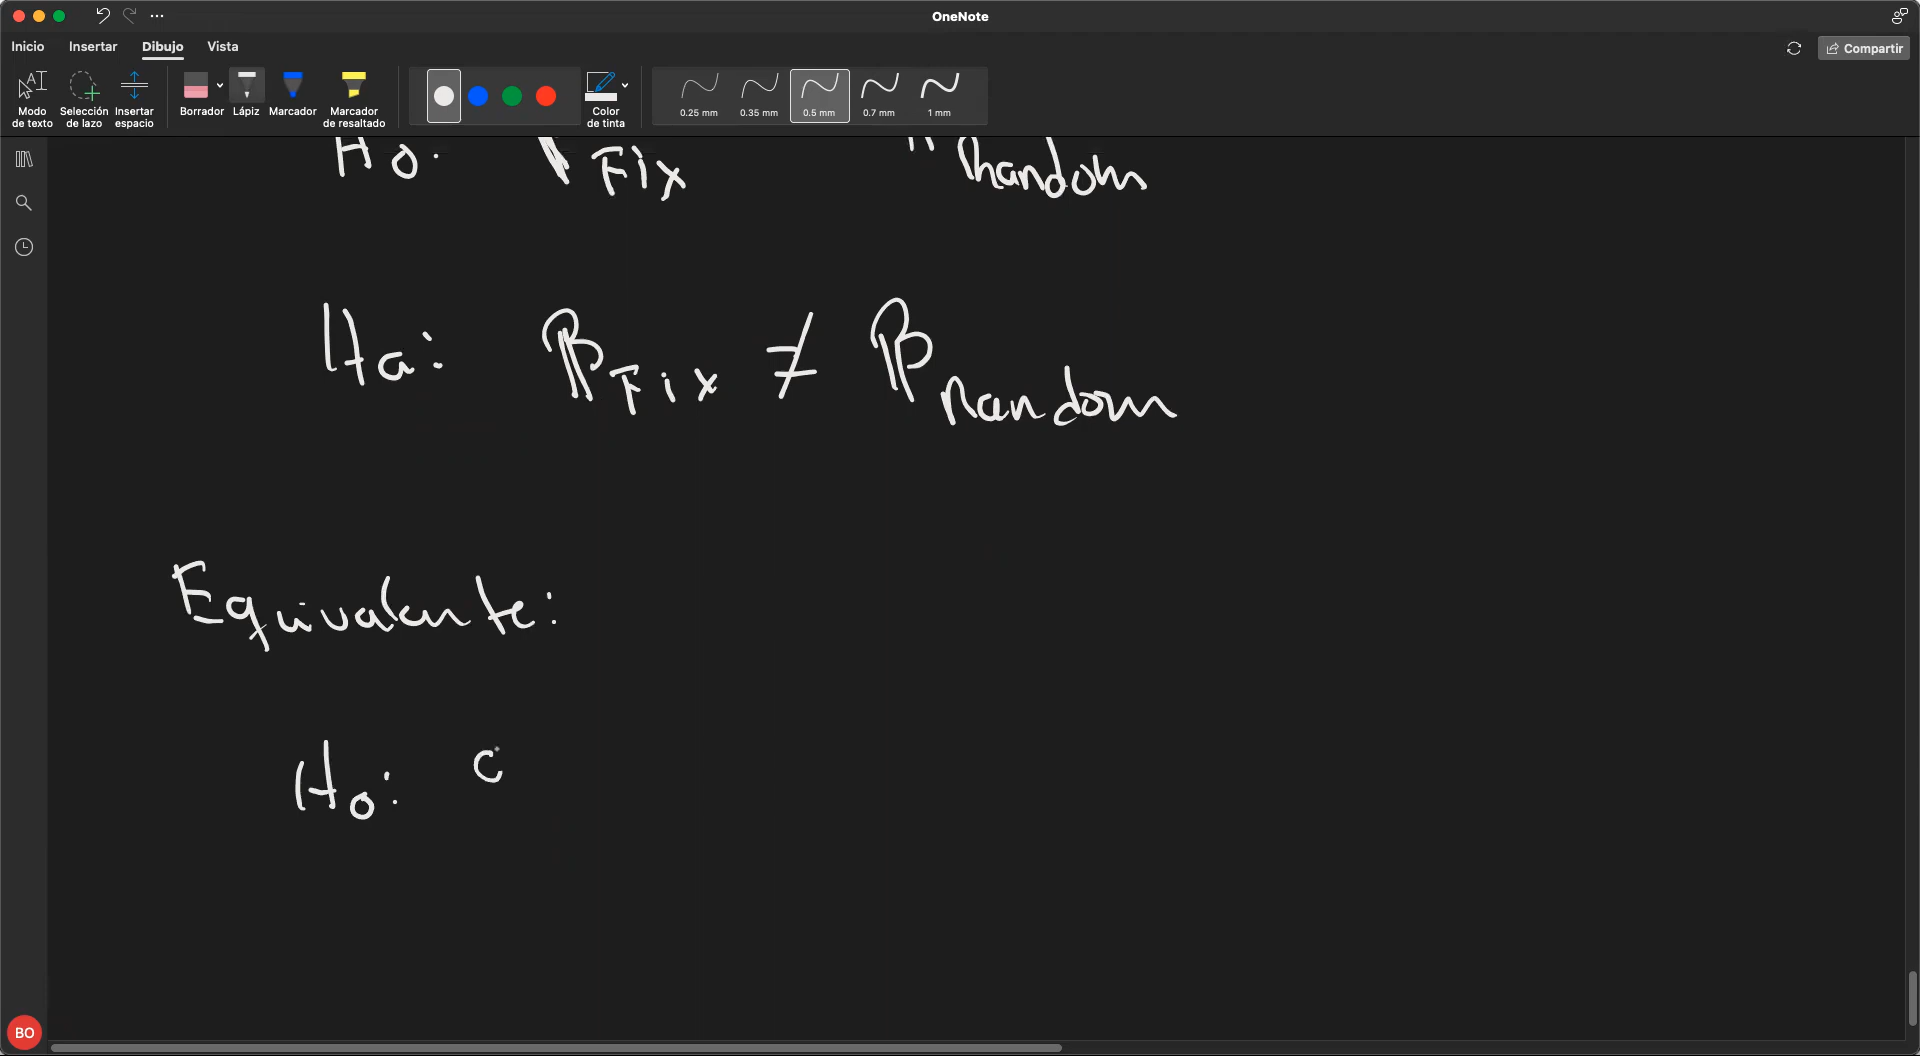 OneNote
Inicio Insertar Dibujo Vista
Compartir
Modo de texto
Selección de lazo
Insertar espacio
Borrador
Lápiz
Marcador
Marcador de resaltado
Color de tinta
0.25 mm
0.35 mm
0.5 mm
0.7 mm
1 mm
Ho: Fix Random
Ha: β Fix ≠ β Random
Equivalente:
Ho: C
BO